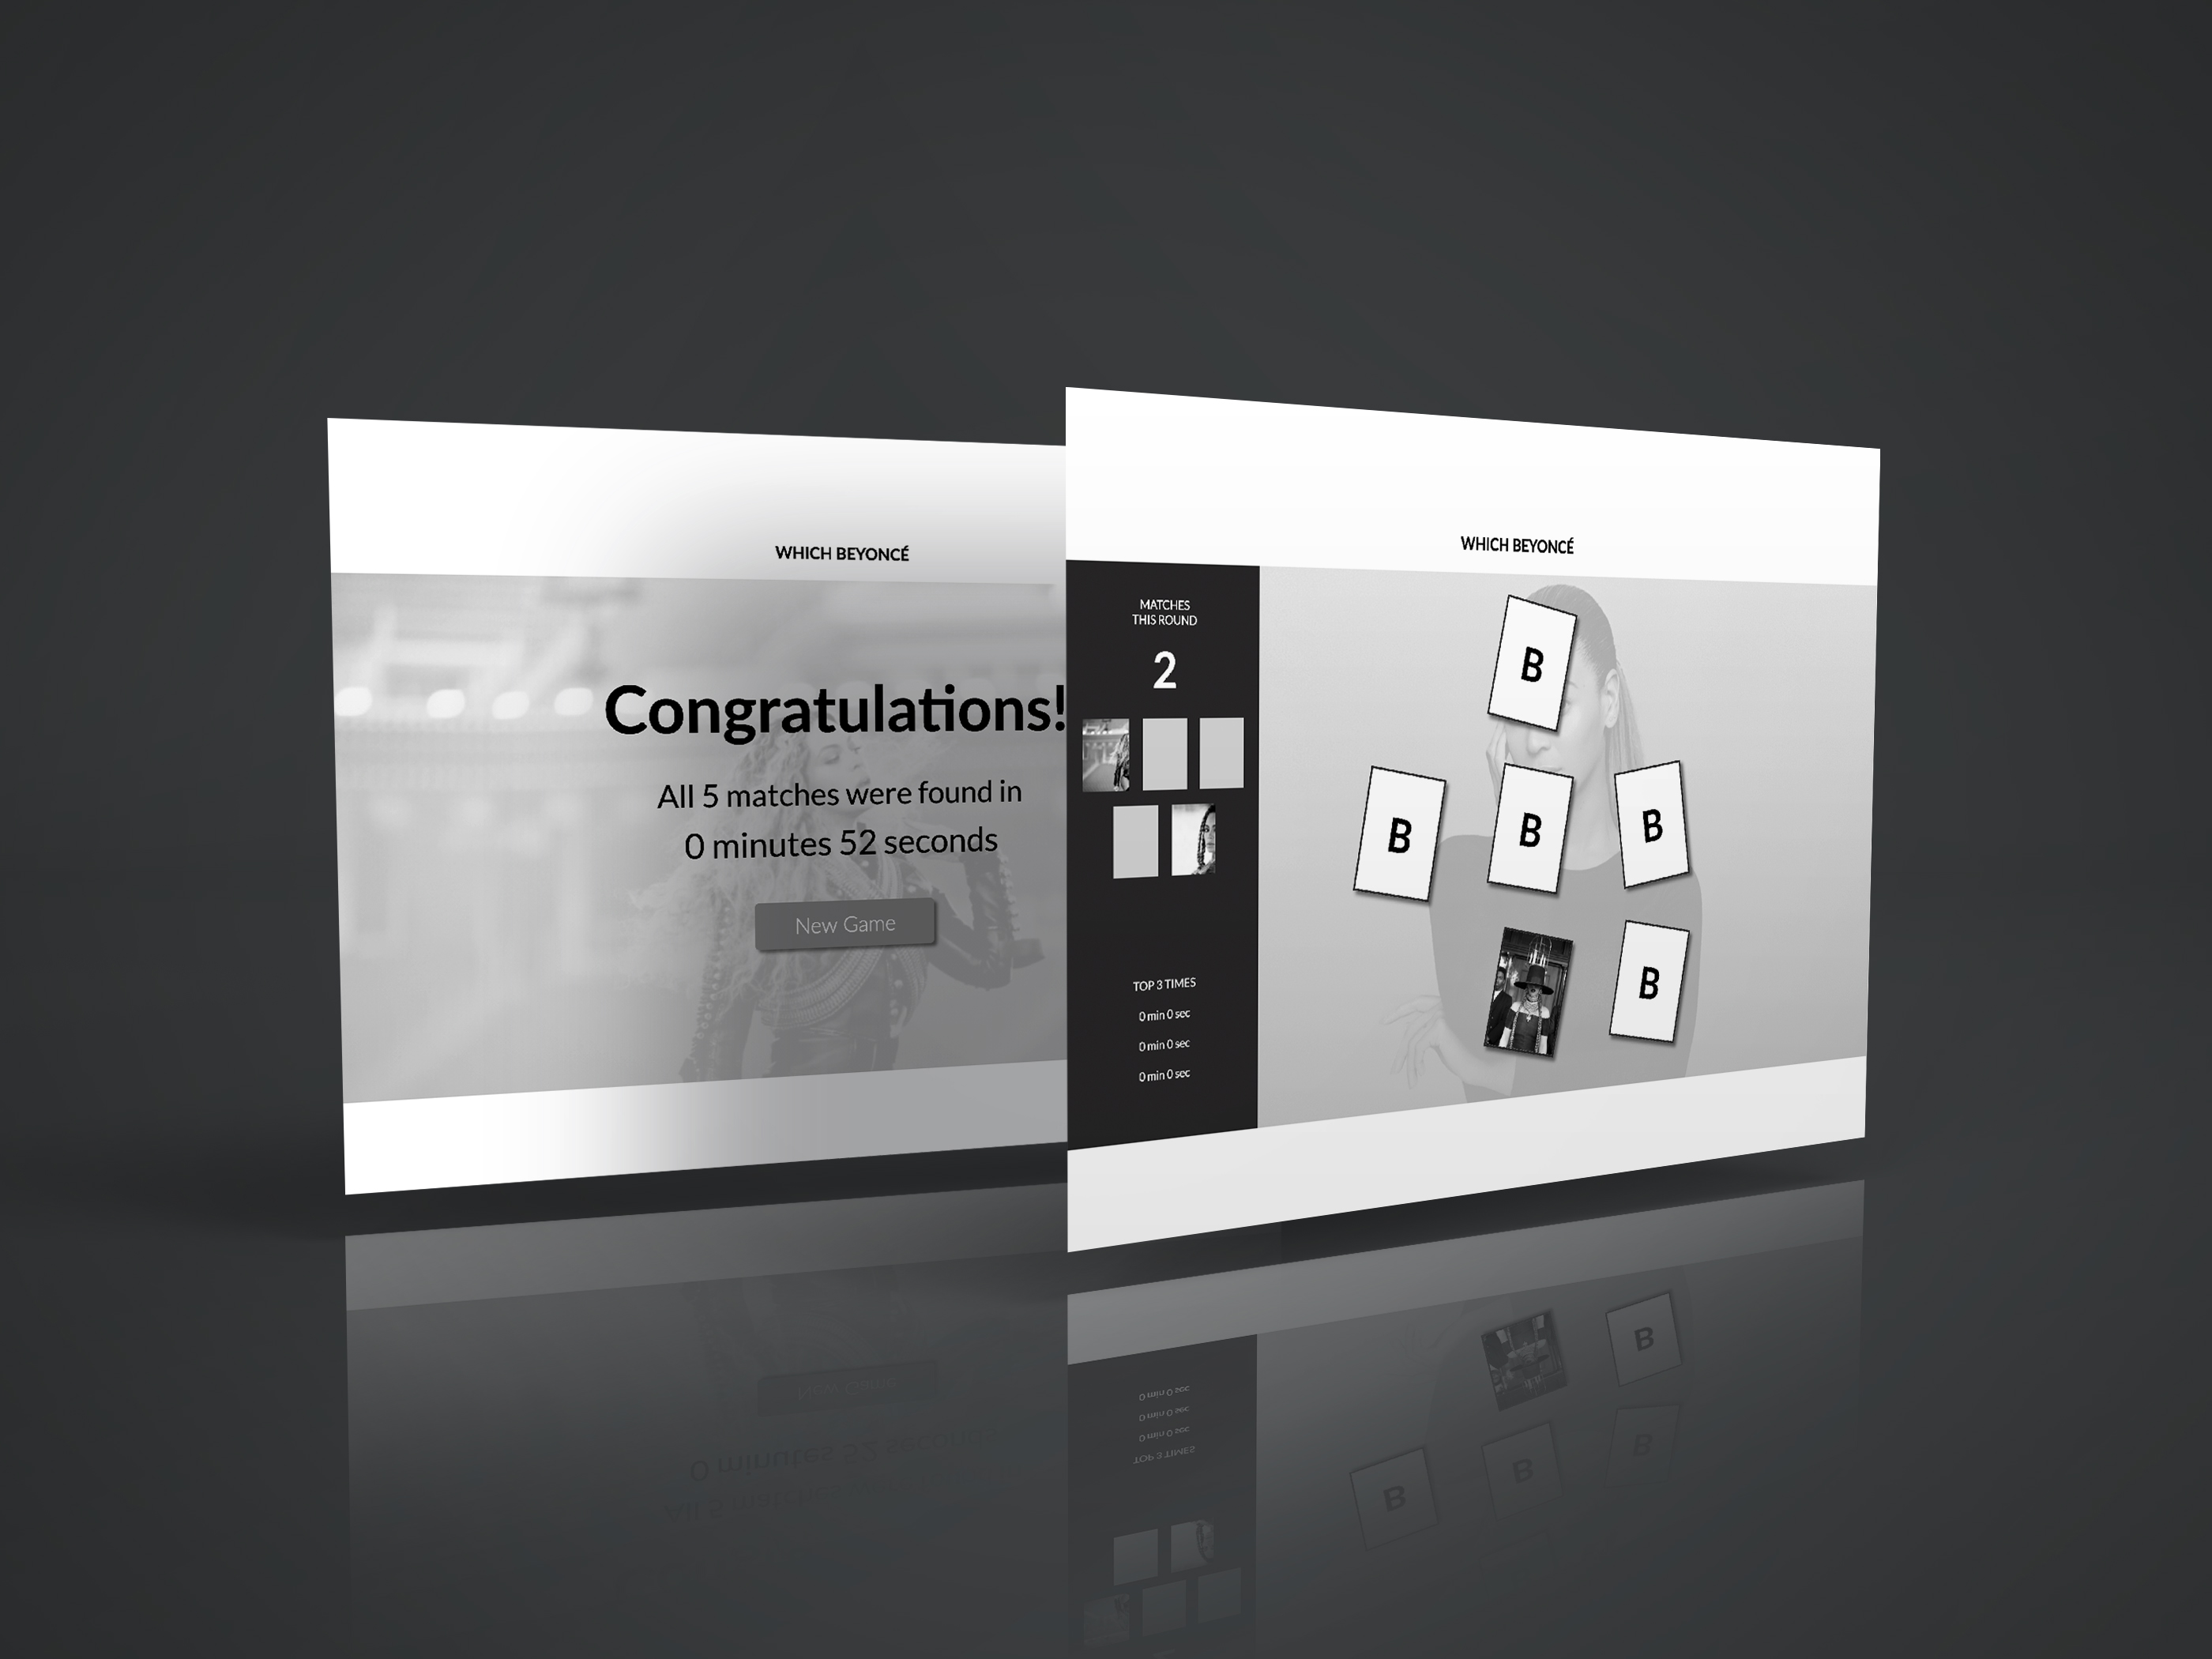 WHICH BEYONCÉ
Congratulations!
All 5 matches were found in
0 minutes 52 seconds
New Game
WHICH BEYONCÉ
MATCHES
THIS ROUND
2
TOP 3 TIMES
0 min 0 sec
0 min 0 sec
0 min 0 sec
B
B
B
B
B